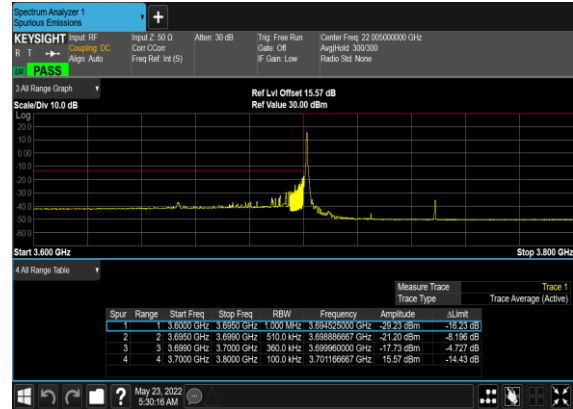 Spectrum Analyzer 1
Spurious Emissions
+
KEYSIGHT Input: RF Input Z: 50 Ω Atten: 30 dB Trig: Free Run Center Freq: 22.005000000 GHz
R T Coupling: DC Corr CCorr Gate: Off Avg|Hold: 300/300
Align: Auto Freq Ref: Int (S) IF Gain: Low Radio Std: None
PASS
3 All Range Graph
Ref Lvl Offset 15.57 dB
Scale/Div 10.0 dB Ref Value 30.00 dBm
Log
20.0
10.0
0.00
-10.0
-20.0
-30.0
-40.0
-50.0
-60.0
Start 3.600 GHz Stop 3.800 GHz
4 All Range Table
Measure Trace Trace 1
Trace Type Trace Average (Active)
Spur Range Start Freq Stop Freq RBW Frequency Amplitude ΔLimit
1 1 3.6000 GHz 3.6950 GHz 1.000 MHz 3.694525000 GHz -29.23 dBm -16.23 dB
2 2 3.6950 GHz 3.6990 GHz 510.0 kHz 3.698886667 GHz -21.20 dBm -8.196 dB
3 3 3.6990 GHz 3.7000 GHz 360.0 kHz 3.699960000 GHz -17.73 dBm -4.727 dB
4 4 3.7000 GHz 3.8000 GHz 100.0 kHz 3.701166667 GHz 15.57 dBm -14.43 dB
? May 23, 2022
5:30:16 AM